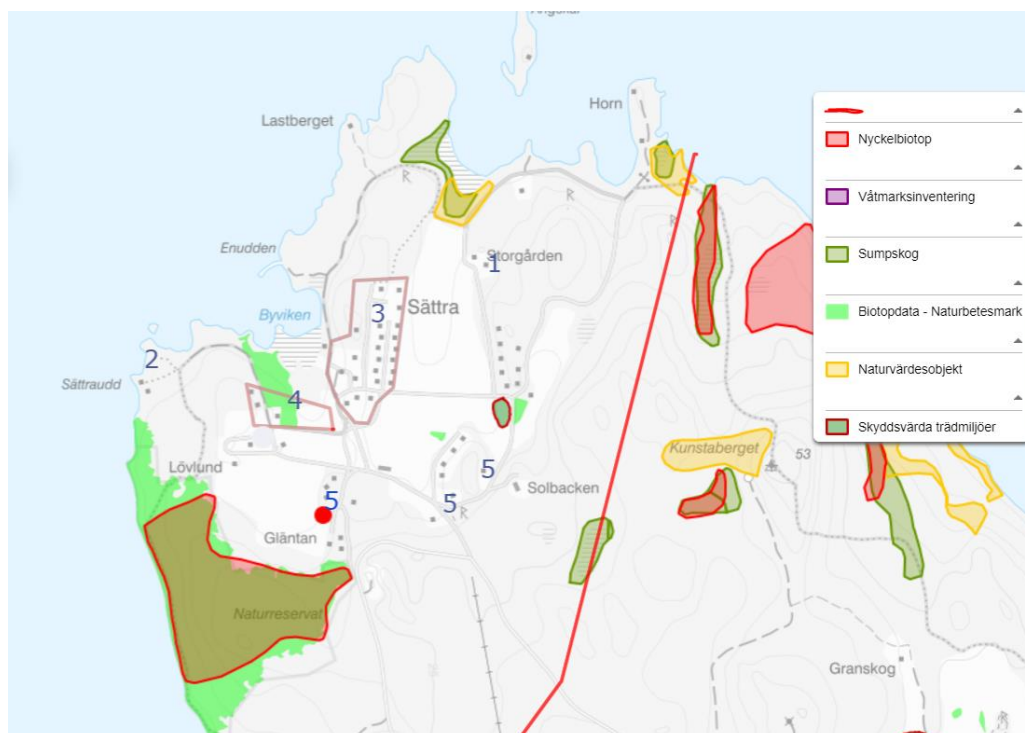 Ängskär
Horn
Lastberget
Nyckelbiotop
Våtmarksinventering
Sumpskog
Biotopdata - Naturbetesmark
Naturvärdesobjekt
Skyddsvärda trädmiljöer
Enudden
1
Storgården
3
Sättra
Byviken
2
Sättraudd
4
Kunstaberget
53
Lövlund
5
Solbacken
5
5
Gläntan
Naturreservat
Granskog
R
R
R
R
R